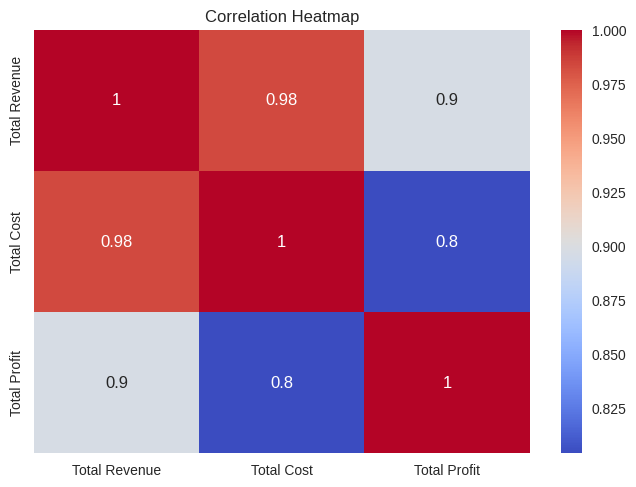 Correlation Heatmap
Total Revenue
1
0.98
0.9
Total Cost
0.98
1
0.8
Total Profit
0.9
0.8
1
Total Revenue
Total Cost
Total Profit
1.000
0.975
0.950
0.925
0.900
0.875
0.850
0.825